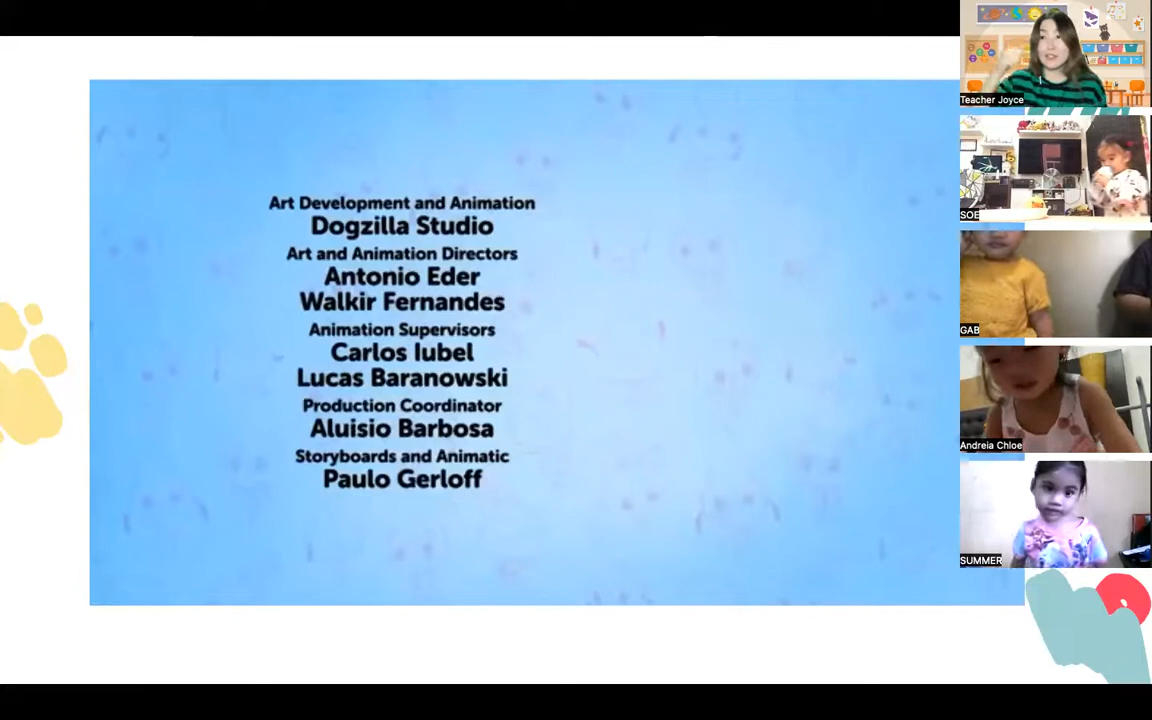 Art Development and Animation
Dogzilla Studio
Art and Animation Directors
Antonio Eder
Walkir Fernandes
Animation Supervisors
Carlos Iubel
Lucas Baranowski
Production Coordinator
Aluisio Barbosa
Storyboards and Animatic
Paulo Gerloff
Teacher Joyce
SOE
GAB
Andreia Chloe
SUMMER